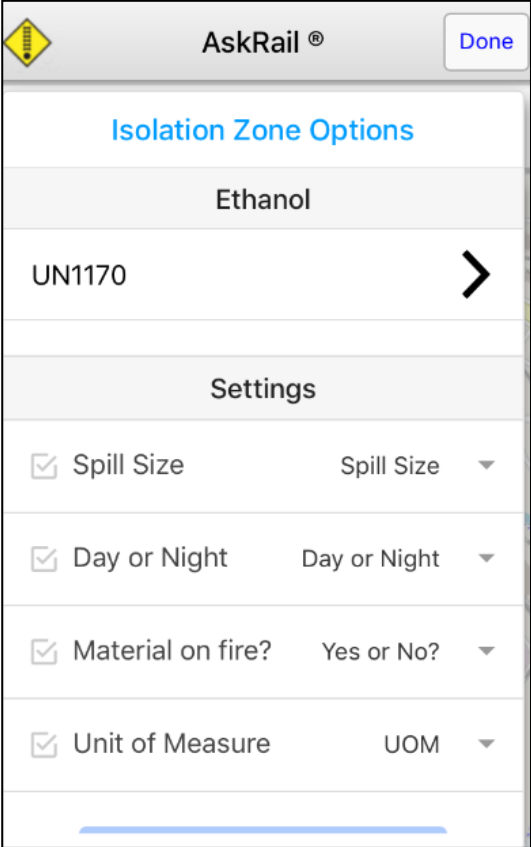 AskRail ® Done
Isolation Zone Options
Ethanol
UN1170
Settings
Spill Size Spill Size
Day or Night Day or Night
Material on fire? Yes or No?
Unit of Measure UOM